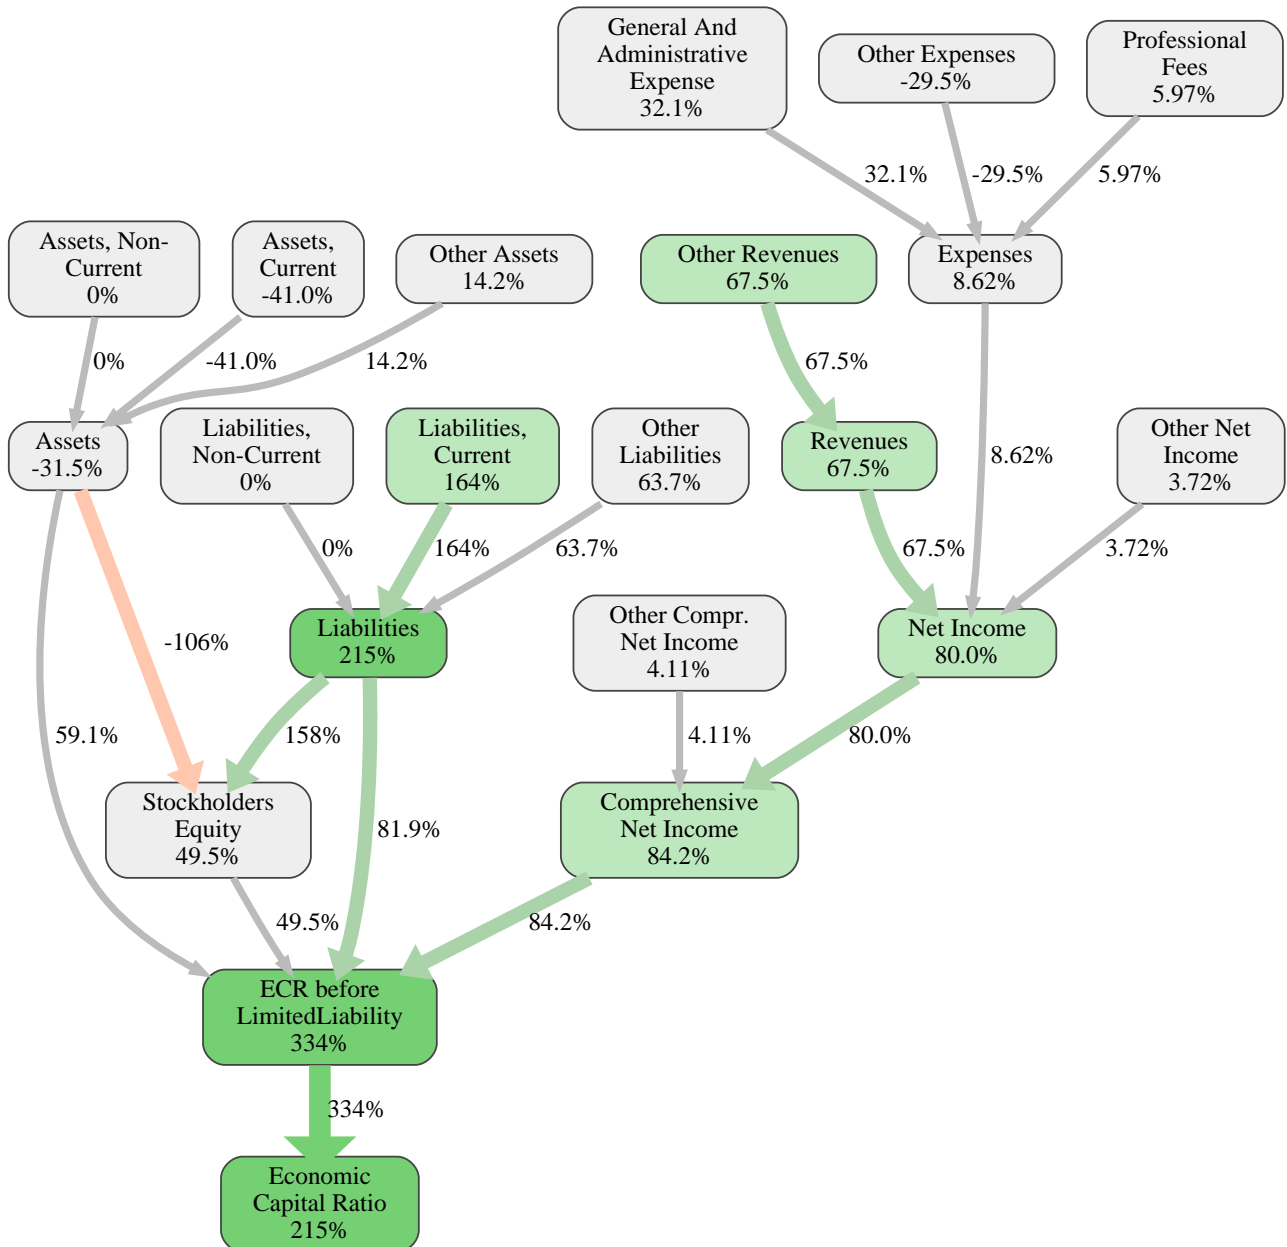 General And
Administrative
Expense
32.1%
Other Expenses
-29.5%
Professional
Fees
5.97%
32.1%
-29.5%
5.97%
Assets, Non-
Current
0%
Assets,
Current
-41.0%
Other Assets
14.2%
Other Revenues
67.5%
Expenses
8.62%
0%
-41.0%
14.2%
67.5%
Assets
-31.5%
Liabilities,
Non-Current
0%
Liabilities,
Current
164%
Other
Liabilities
63.7%
Revenues
67.5%
8.62%
Other Net
Income
3.72%
0%
164%
63.7%
67.5%
3.72%
Liabilities
215%
Other Compr.
Net Income
4.11%
Net Income
80.0%
-106%
59.1%
158%
4.11%
80.0%
Stockholders
Equity
49.5%
81.9%
Comprehensive
Net Income
84.2%
49.5%
84.2%
ECR before
LimitedLiability
334%
334%
Economic
Capital Ratio
215%